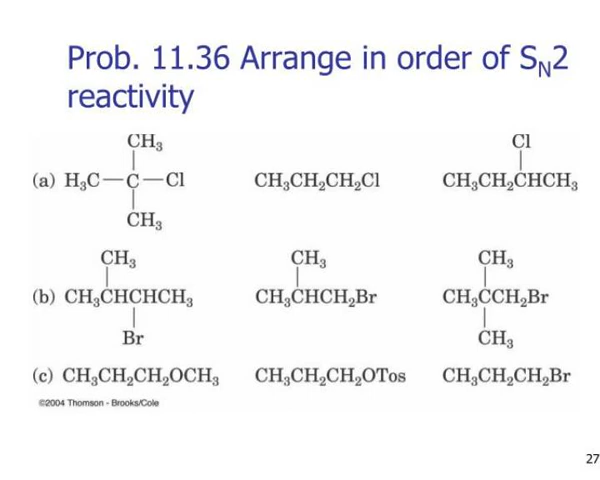 Prob. 11.36 Arrange in order of S_N2
reactivity
CH₃
Cl
(a) H₃C—C—Cl CH₃CH₂CH₂Cl CH₃CH₂CHCH₃
CH₃
CH₃ CH₃ CH₃
(b) CH₃CHCHCH₃ CH₃CHCH₂Br CH₃CCH₂Br
Br CH₃
(c) CH₃CH₂CH₂OCH₃ CH₃CH₂CH₂OTos CH₃CH₂CH₂Br
©2004 Thomson - Brooks/Cole
27